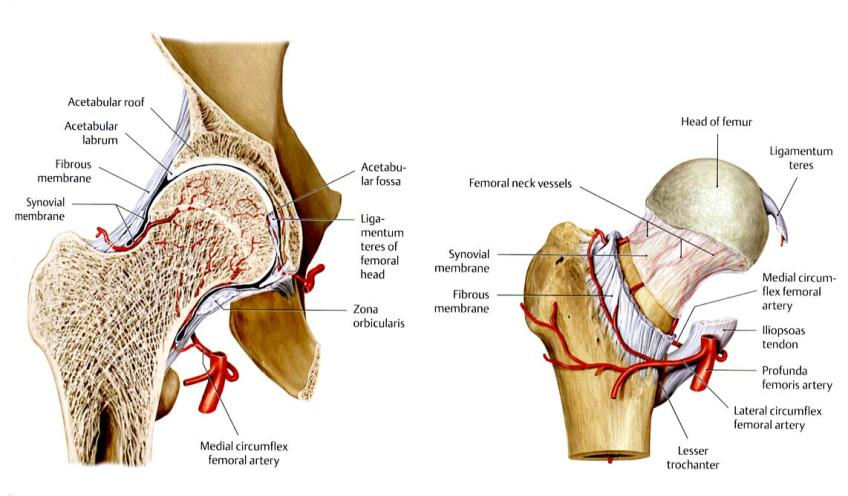 Acetabular roof
Acetabular
labrum
Fibrous
membrane
Synovial
membrane
Acetabu-
lar fossa
Liga-
mentum
teres of
femoral
head
Zona
orbicularis
Medial circumflex
femoral artery
Head of femur
Ligamentum
teres
Femoral neck vessels
Synovial
membrane
Fibrous
membrane
Medial circum-
flex femoral
artery
Iliopsoas
tendon
Profunda
femoris artery
Lateral circumflex
femoral artery
Lesser
trochanter